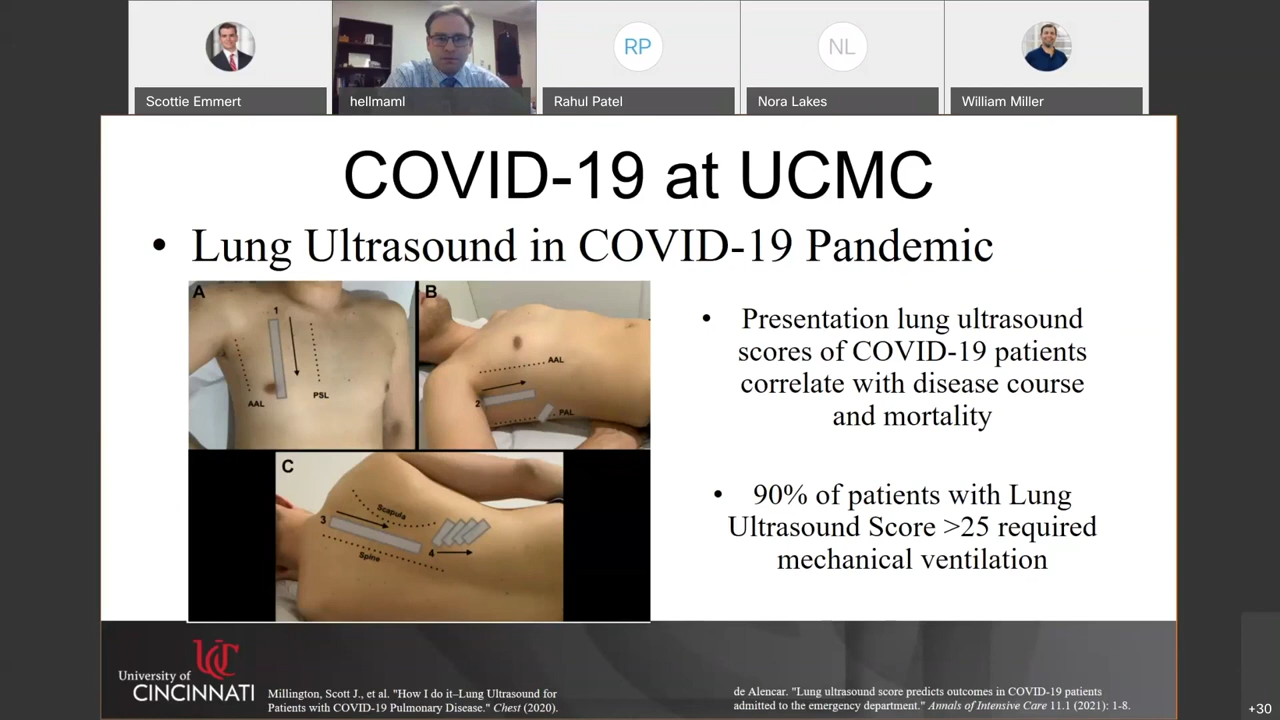 RP
NL
Scottie Emmert
hellmaml
Rahul Patel
Nora Lakes
William Miller
COVID-19 at UCMC
• Lung Ultrasound in COVID-19 Pandemic
A
1
AAL
PSL
B
AAL
2
PAL
C
Scapula
3
Spine
4
• Presentation lung ultrasound
scores of COVID-19 patients
correlate with disease course
and mortality
• 90% of patients with Lung
Ultrasound Score >25 required
mechanical ventilation
UC
University of
CINCINNATI
Millington, Scott J., et al. "How I do it–Lung Ultrasound for
Patients with COVID-19 Pulmonary Disease." Chest (2020).
de Alencar. "Lung ultrasound score predicts outcomes in COVID-19 patients
admitted to the emergency department." Annals of Intensive Care 11.1 (2021): 1-8.
+30